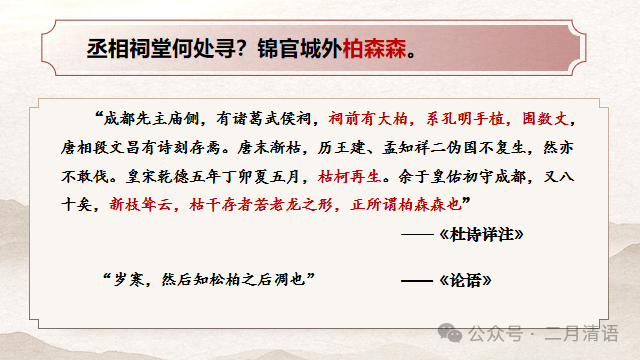 丞相祠堂何处寻？锦官城外柏森森。
“成都先主庙侧，有诸葛武侯祠，祠前有大柏，系孔明手植，围数丈，
唐相段文昌有诗刻存焉。唐末渐枯，历王建、孟知祥二伪国不复生，然亦
不敢伐。皇宋乾德五年丁卯夏五月，枯柯再生。余于皇佑初守成都，又八
十矣，新枝耸云，枯干存者若老龙之形，正所谓柏森森也”
——《杜诗详注》
“岁寒，然后知松柏之后凋也” ——《论语》
公众号 · 二月清语